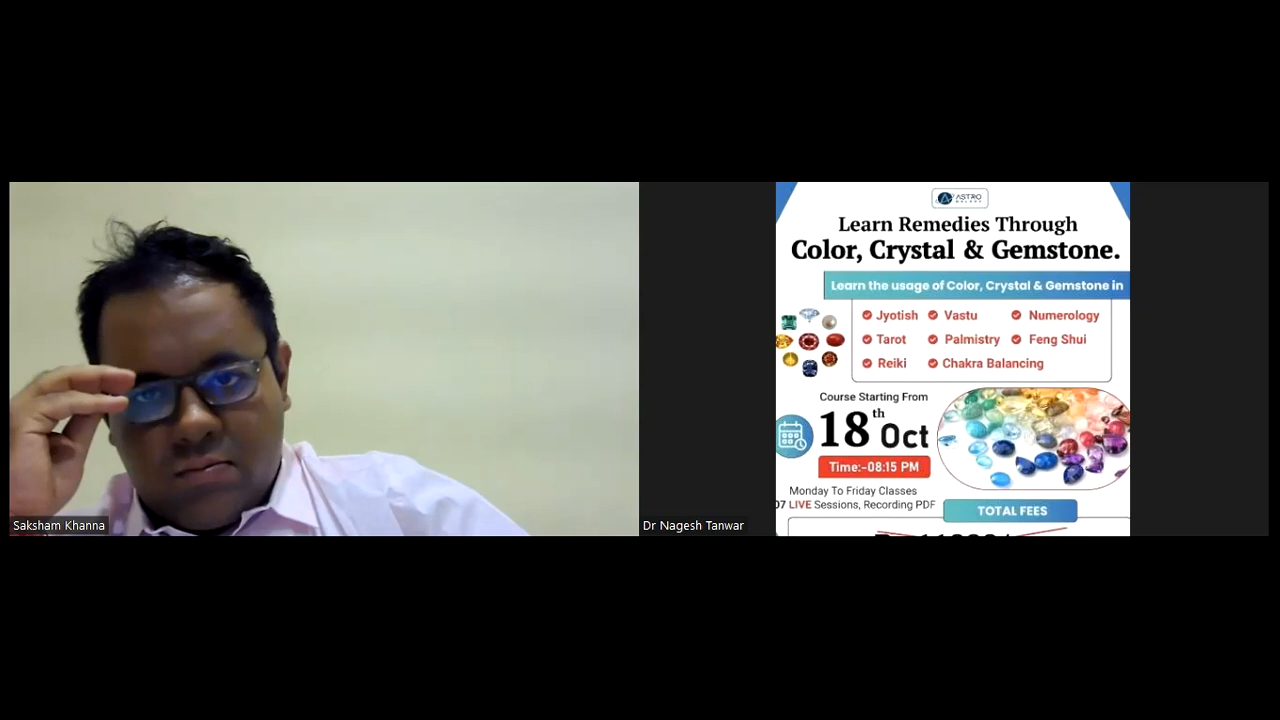 Saksham Khanna
Dr Nagesh Tanwar
ASTRO
Learn Remedies Through
Color, Crystal & Gemstone.
Learn the usage of Color, Crystal & Gemstone in
Jyotish Vastu Numerology
Tarot Palmistry Feng Shui
Reiki Chakra Balancing
Course Starting From
18th Oct
Time:-08:15 PM
Monday To Friday Classes
07 LIVE Sessions, Recording PDF
TOTAL FEES